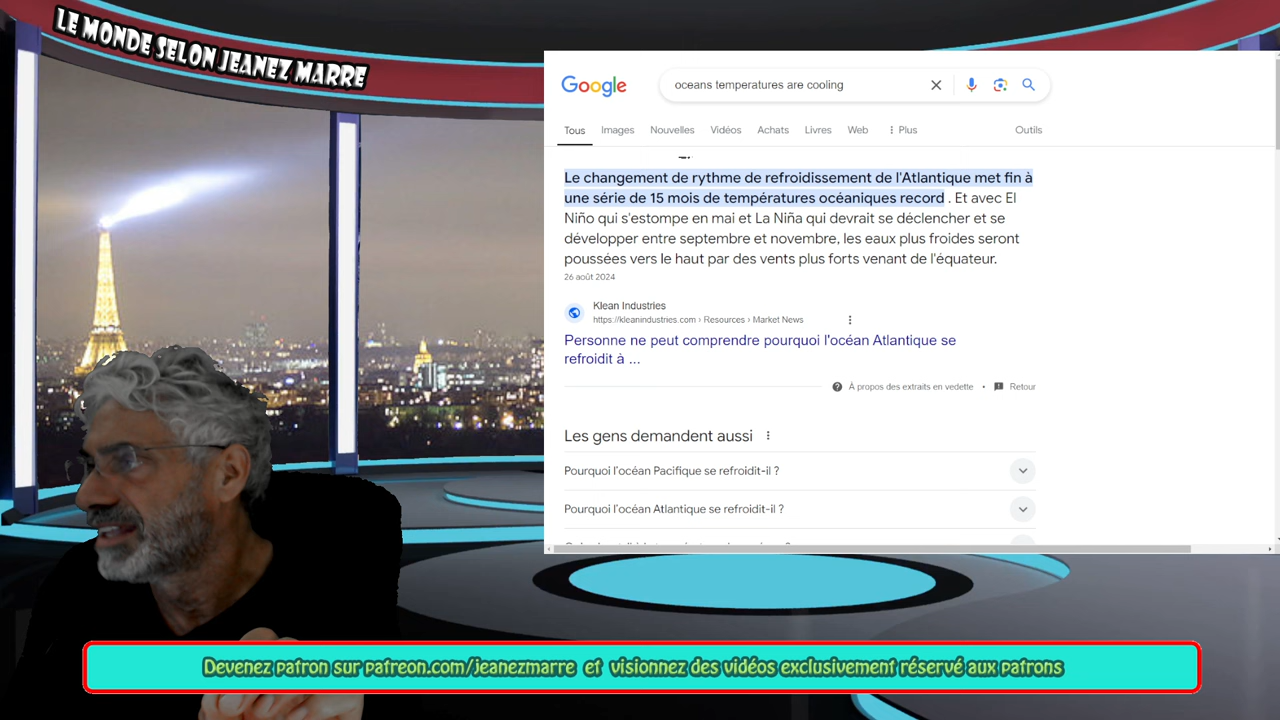 LE MONDE SELON JEANEZ MARRE
Google
oceans temperatures are cooling
Tous Images Nouvelles Vidéos Achats Livres Web Plus Outils
Le changement de rythme de refroidissement de l'Atlantique met fin à
une série de 15 mois de températures océaniques record . Et avec El
Niño qui s'estompe en mai et La Niña qui devrait se déclencher et se
développer entre septembre et novembre, les eaux plus froides seront
poussées vers le haut par des vents plus forts venant de l'équateur.
26 août 2024
Klean Industries
https://kleanindustries.com › Resources › Market News
Personne ne peut comprendre pourquoi l'océan Atlantique se
refroidit à ...
À propos des extraits en vedette • Retour
Les gens demandent aussi
Pourquoi l'océan Pacifique se refroidit-il ?
Pourquoi l'océan Atlantique se refroidit-il ?
Devenez patron sur patreon.com/jeanezmarre et visionnez des vidéos exclusivement réservé aux patrons